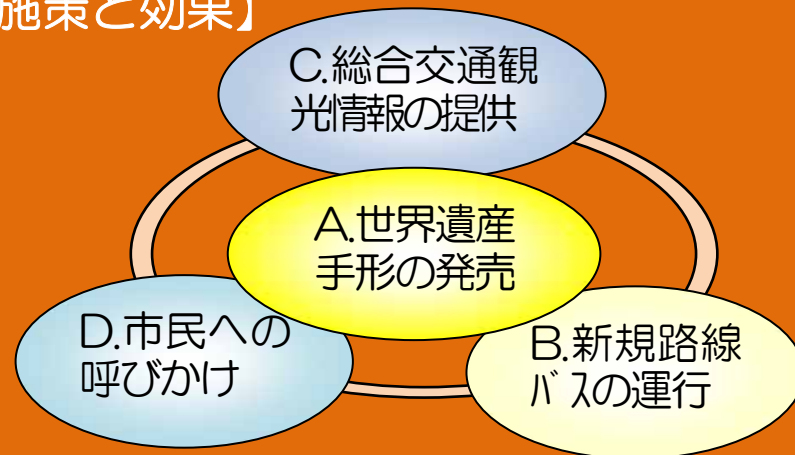 施策と効果】
C.総合交通観
光情報の提供
A.世界遺産
手形の発売
D.市民への
呼びかけ
B.新規路線
ﾊﾞｽの運行